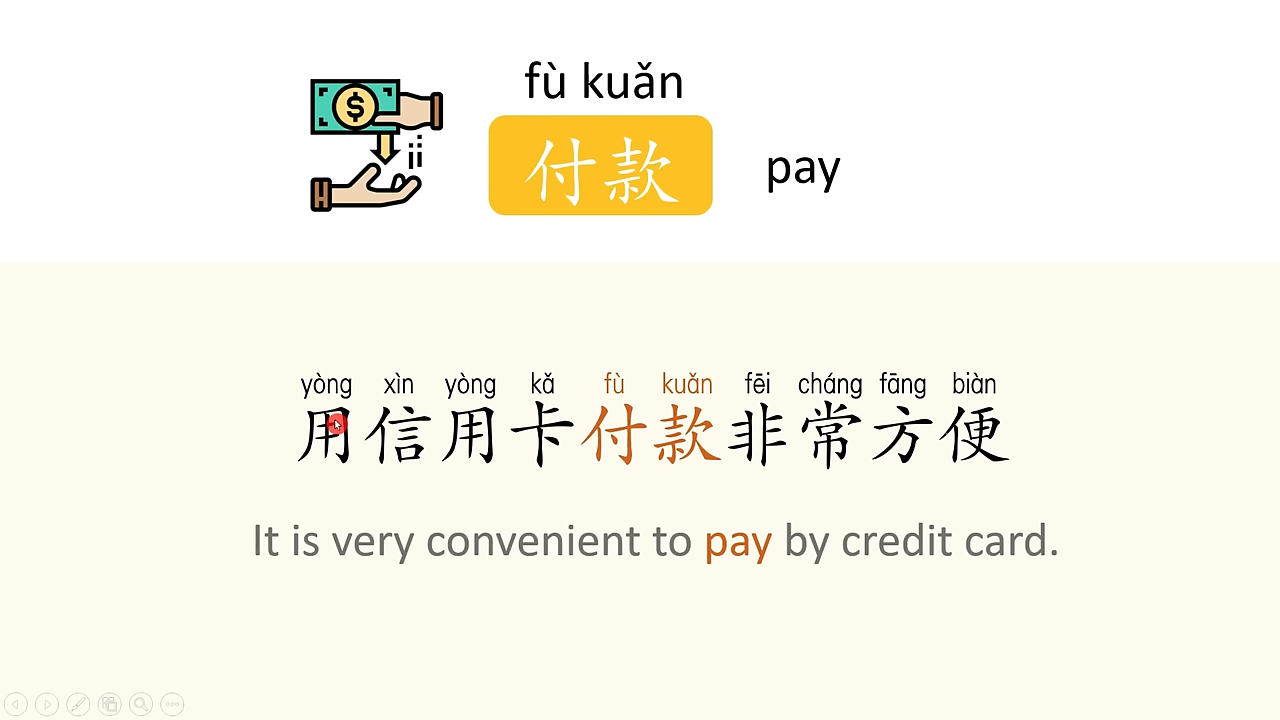 fù kuǎn
付款
pay
yòng xìn yòng kǎ fù kuǎn fēi cháng fāng biàn
用信用卡付款非常方便
It is very convenient to pay by credit card.